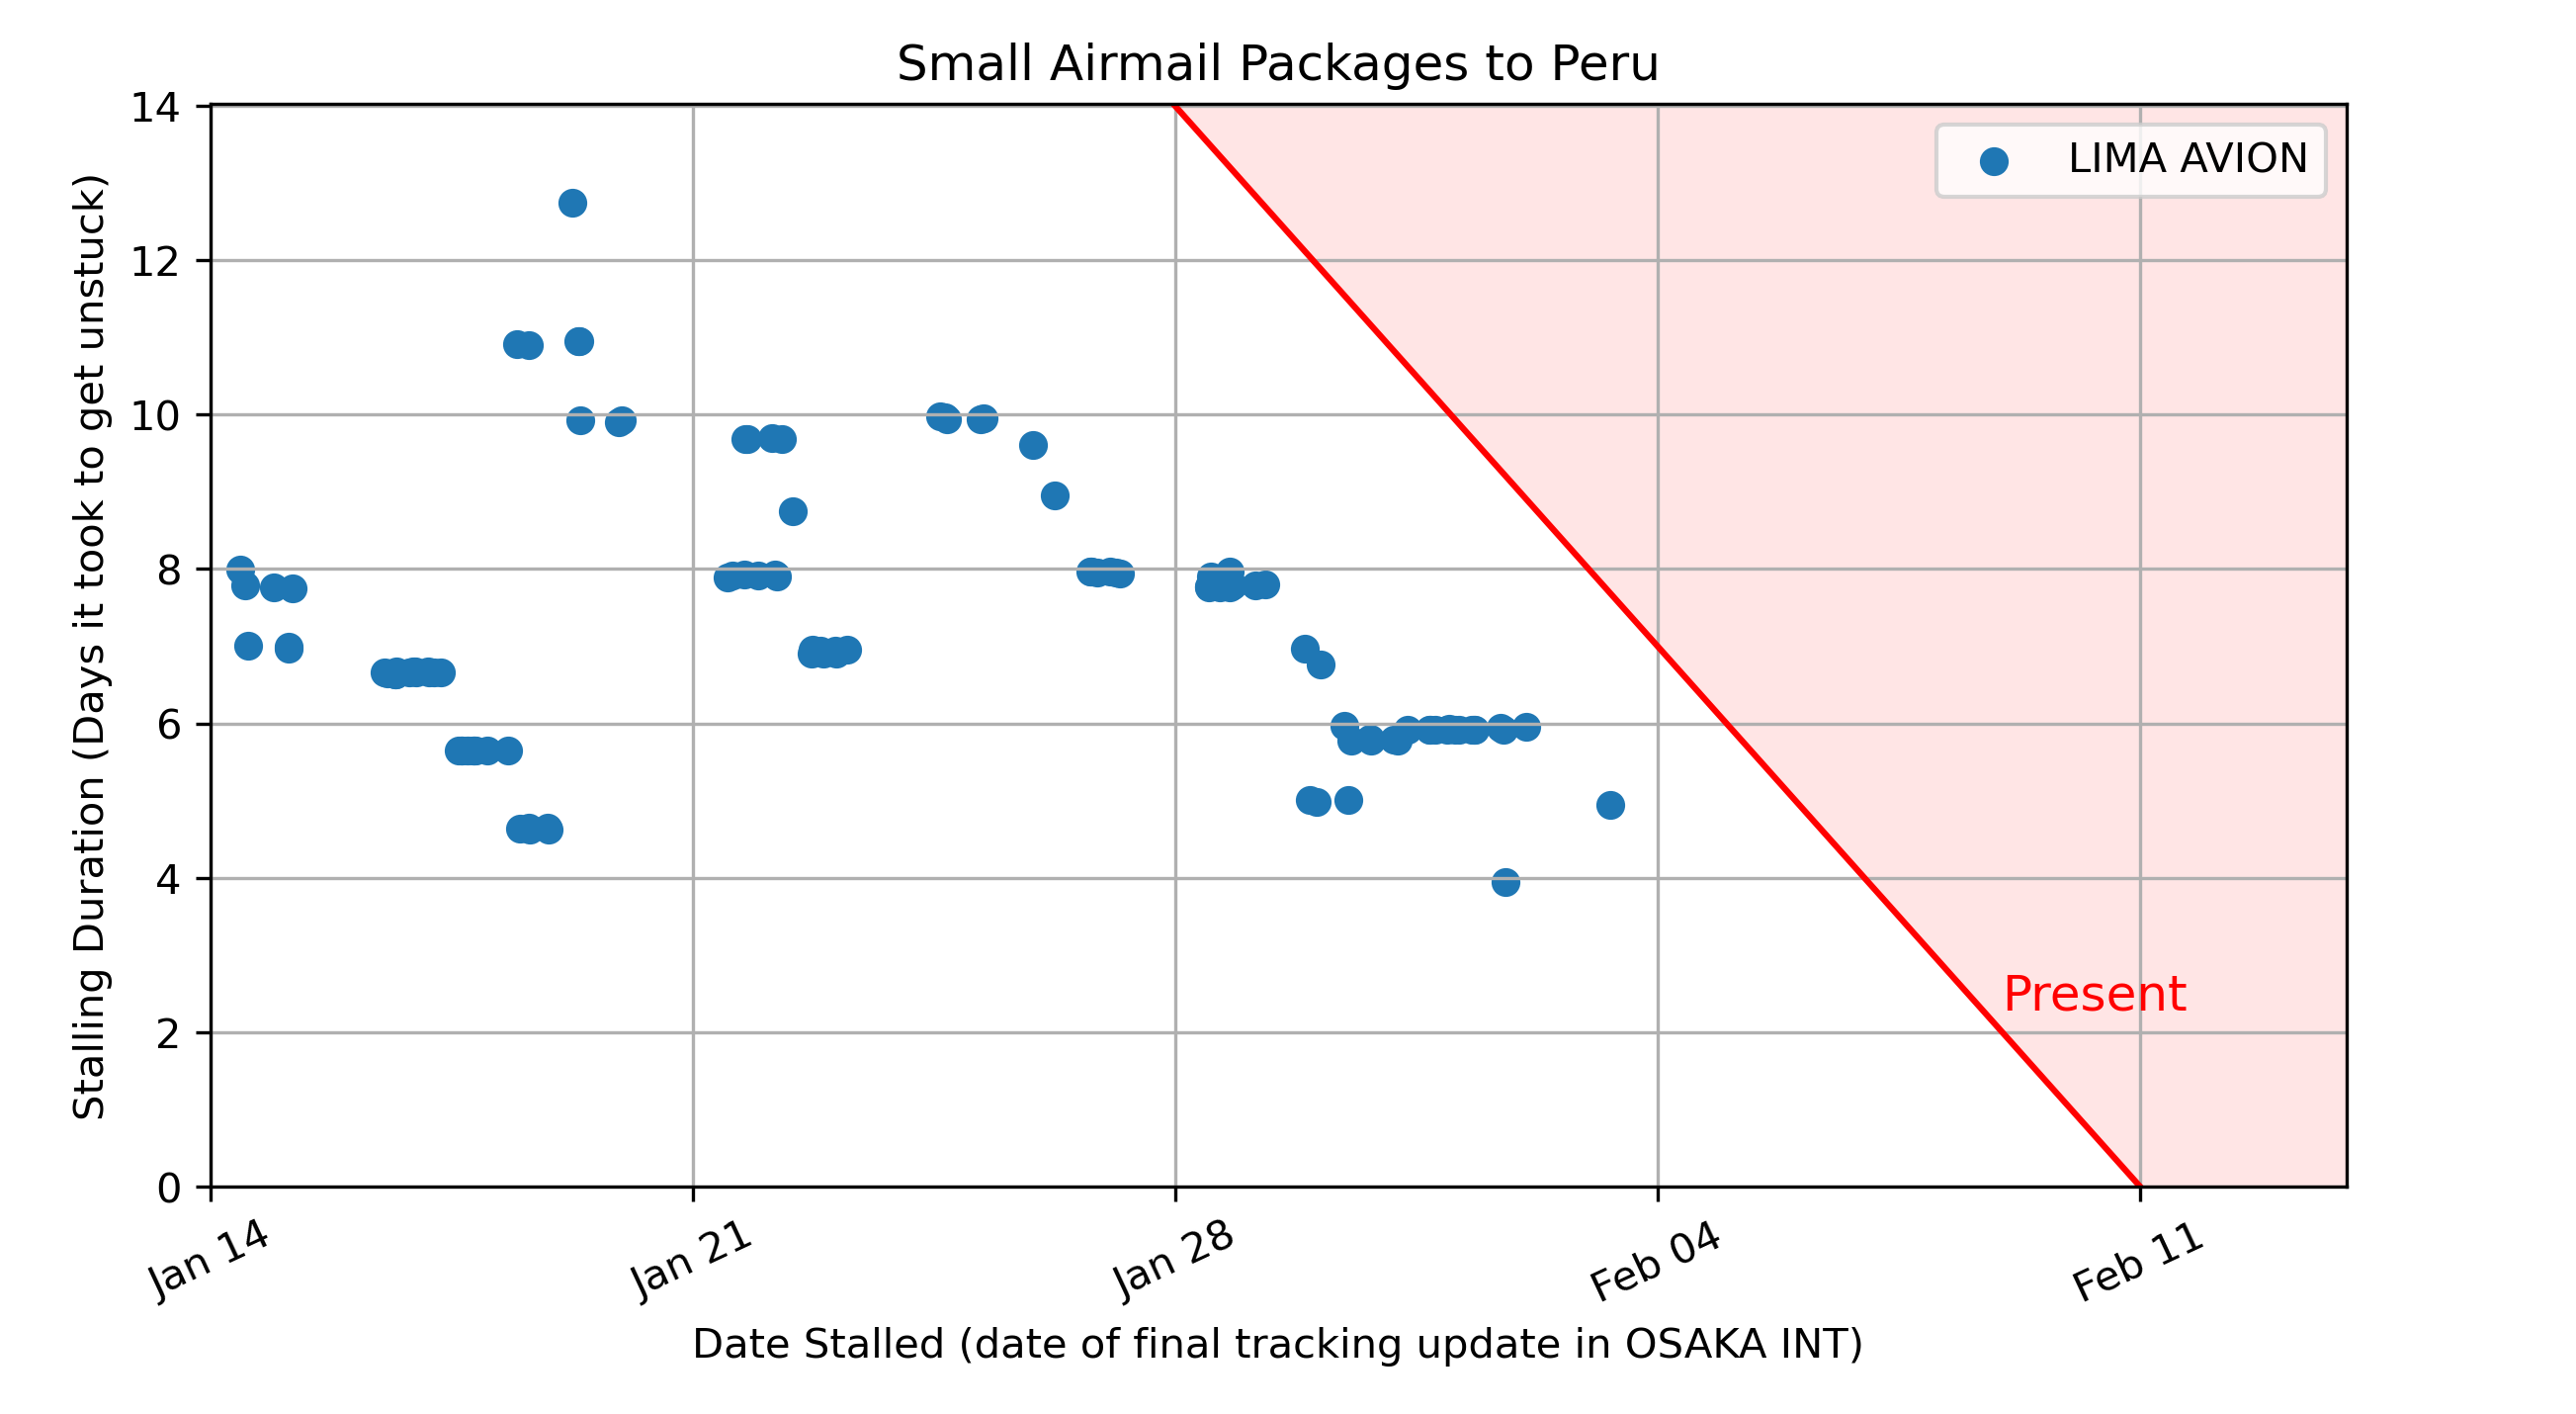 Small Airmail Packages to Peru
Stalling Duration (Days it took to get unstuck)
14
12
10
8
6
4
2
0
LIMA AVION
Present
Jan 14
Jan 21
Jan 28
Feb 04
Feb 11
Date Stalled (date of final tracking update in OSAKA INT)